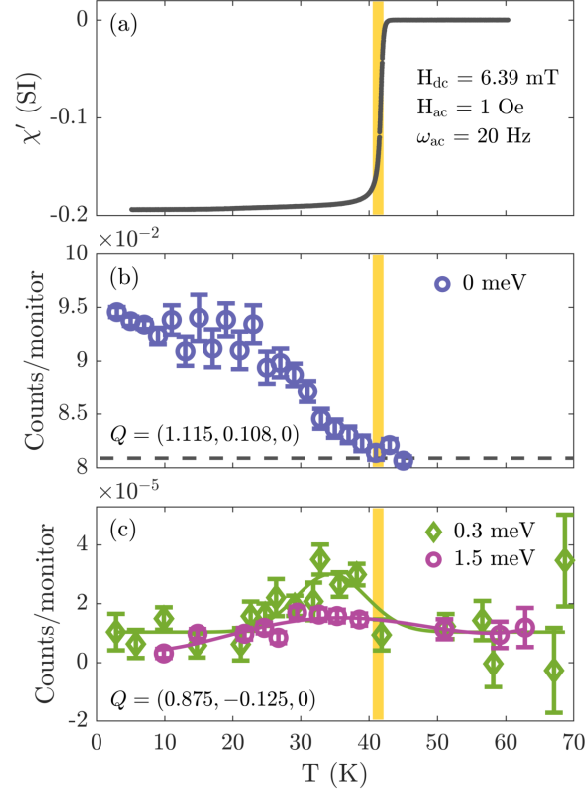 (a)
0
-0.1
-0.2
χ′ (SI)
H_dc = 6.39 mT
H_ac = 1 Oe
ω_ac = 20 Hz
×10⁻²
(b)
0 meV
9.5
9
8.5
8
Counts/monitor
Q = (1.115, 0.108, 0)
×10⁻⁵
(c)
0.3 meV
1.5 meV
4
2
0
-2
Counts/monitor
Q = (0.875, −0.125, 0)
0 10 20 30 40 50 60 70
T (K)